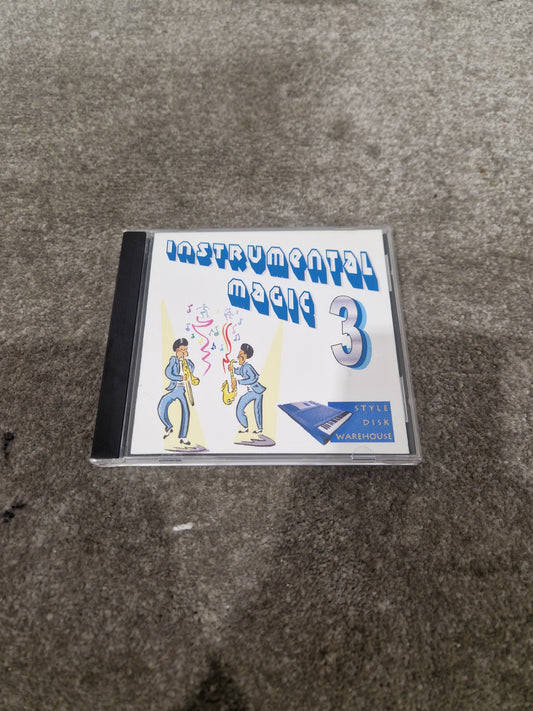 INSTRUMENTAL
MAGIC
3
STYLE
DISK
WAREHOUSE